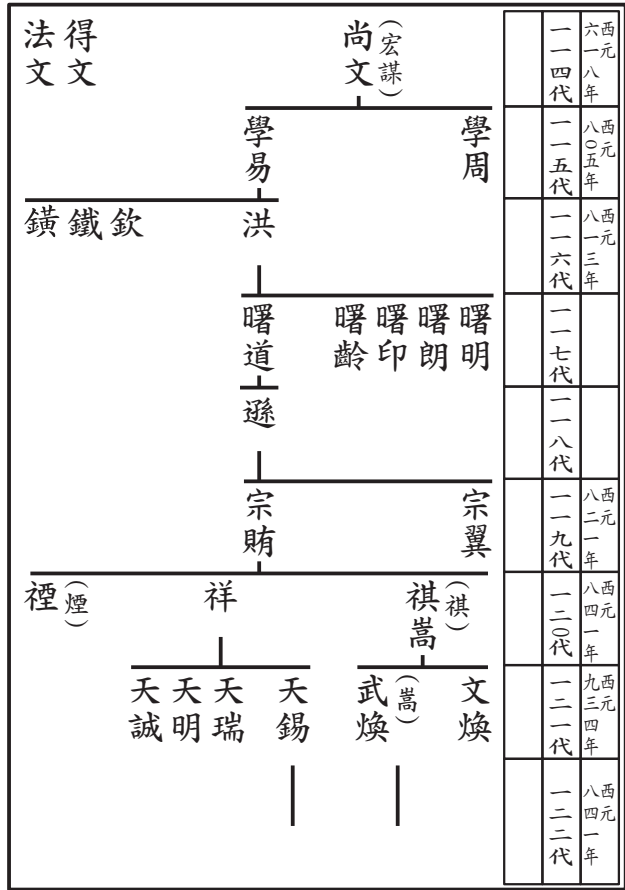 西元六一八年
一一四代
尚文(宏謀)
得文
法文
西元八0五年
一一五代
學周
學易
西元八一三年
一一六代
洪
欽
鐵
鐄
一一七代
曙明
曙朗
曙印
曙齡
曙道
一一八代
遜
西元八二一年
一一九代
宗翼
宗賄
西元八四一年
一二0代
祺嵩(祺)
祥
禋(煙)
西元九三四年
一二一代
文煥
武煥(嵩)
天錫
天瑞
天明
天誠
西元八四一年
一二二代